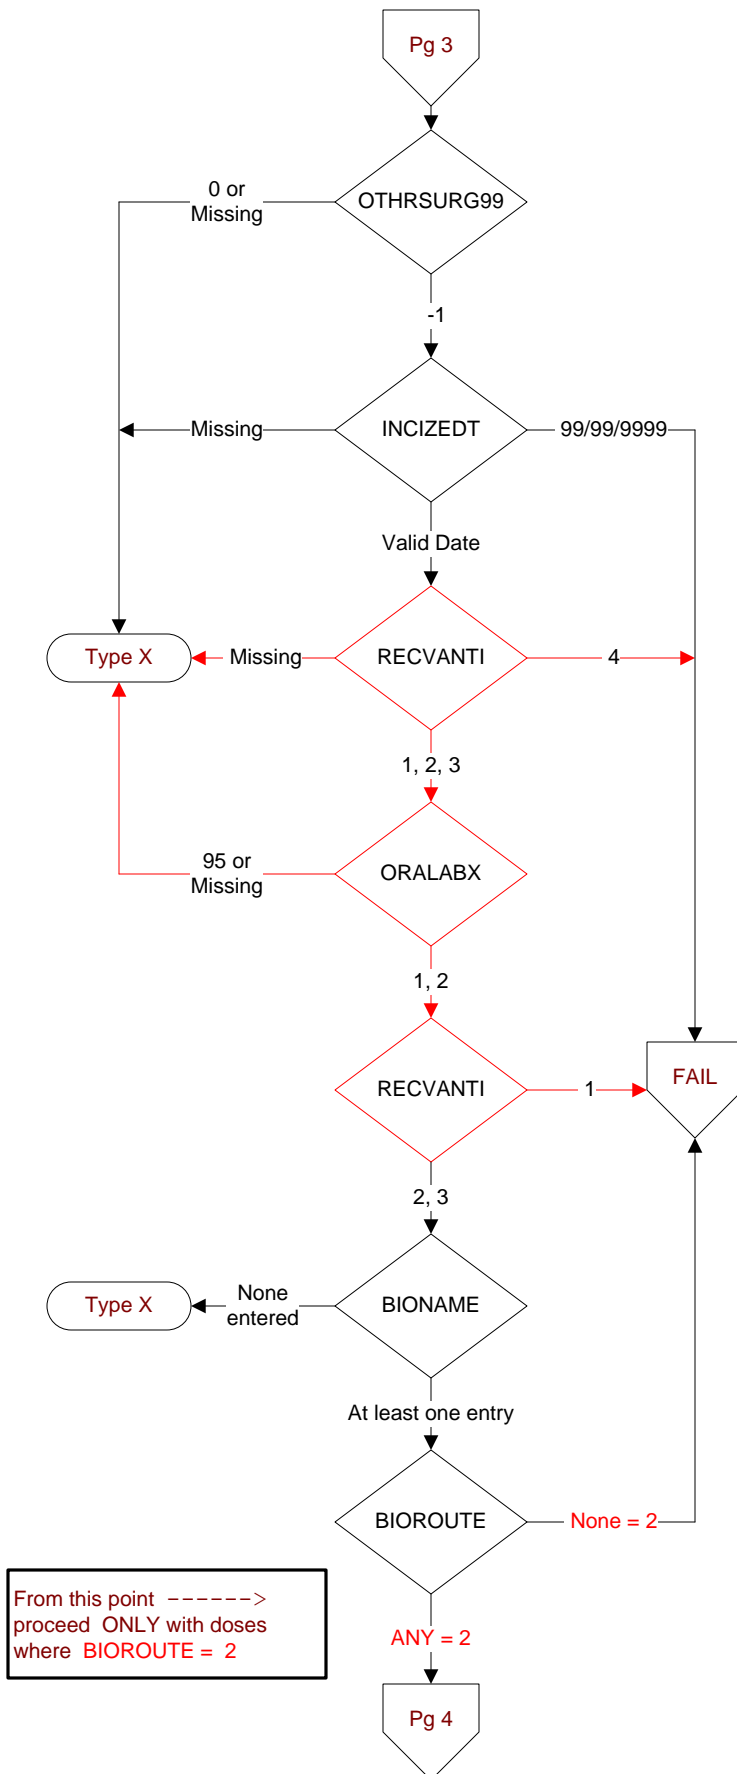 Pg 3
OTHRSURG99
0 or
Missing
-1
INCIZEDT
Missing
99/99/9999
Valid Date
RECVANTI
Type X
Missing
4
1, 2, 3
ORALABX
95 or
Missing
1, 2
RECVANTI
1
FAIL
2, 3
BIONAME
Type X
None
entered
At least one entry
BIOROUTE
None = 2
From this point ------>
proceed ONLY with doses
where BIOROUTE = 2
ANY = 2
Pg 4